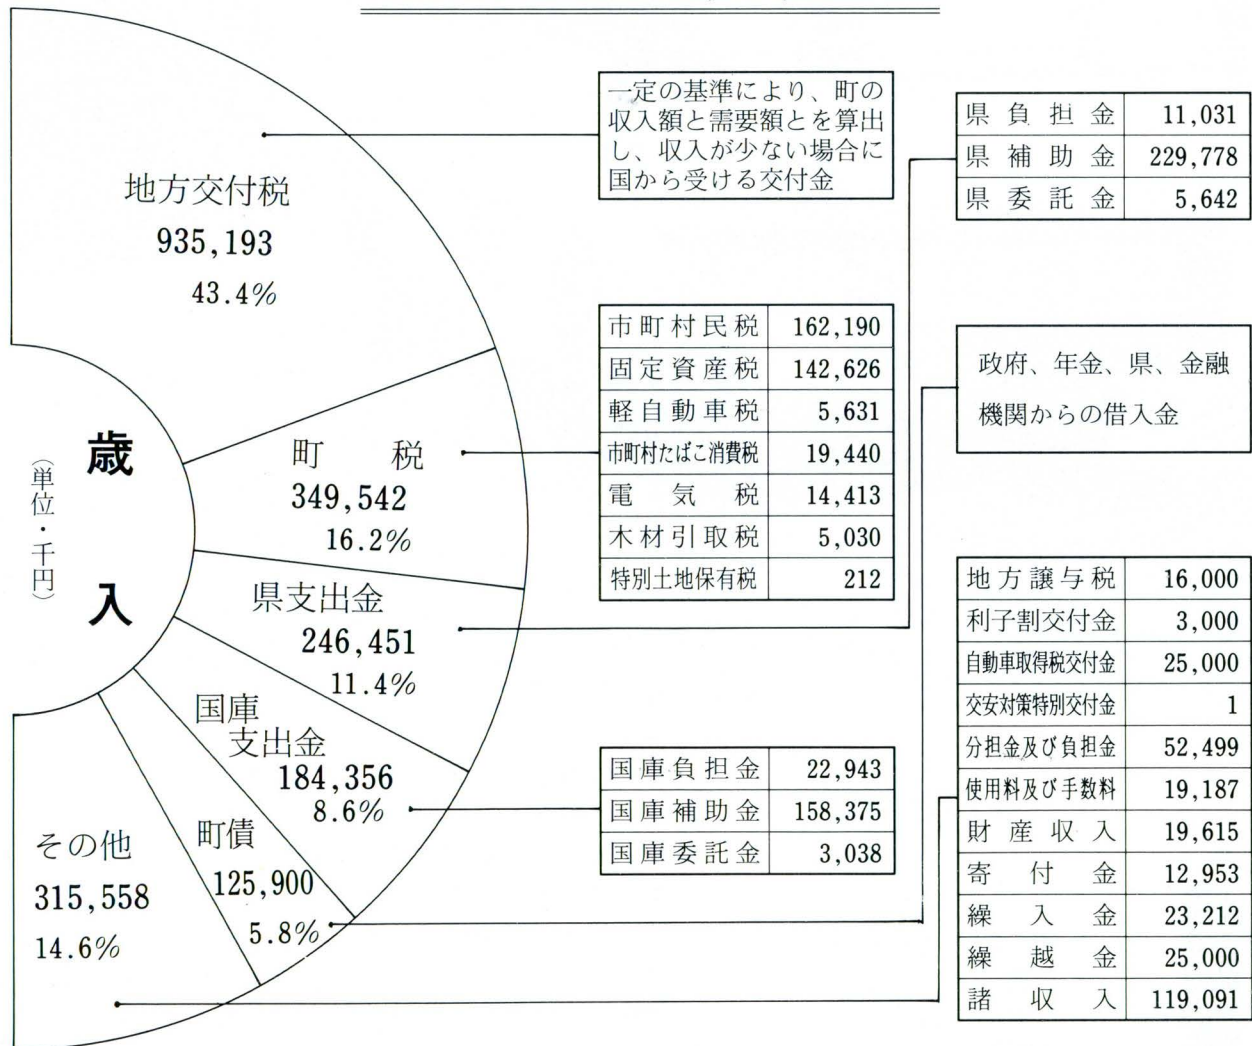 歳入
（単位・千円）
地方交付税
935,193
43.4%
一定の基準により、町の
収入額と需要額とを算出
し、収入が少ない場合に
国から受ける交付金
町税
349,542
16.2%
市町村民税 162,190
固定資産税 142,626
軽自動車税 5,631
市町村たばこ消費税 19,440
電気税 14,413
木材引取税 5,030
特別土地保有税 212
県支出金
246,451
11.4%
県負担金 11,031
県補助金 229,778
県委託金 5,642
国庫
支出金
184,356
8.6%
国庫負担金 22,943
国庫補助金 158,375
国庫委託金 3,038
町債
125,900
5.8%
政府、年金、県、金融
機関からの借入金
その他
315,558
14.6%
地方譲与税 16,000
利子割交付金 3,000
自動車取得税交付金 25,000
交安対策特別交付金 1
分担金及び負担金 52,499
使用料及び手数料 19,187
財産収入 19,615
寄付金 12,953
繰入金 23,212
繰越金 25,000
諸収入 119,091